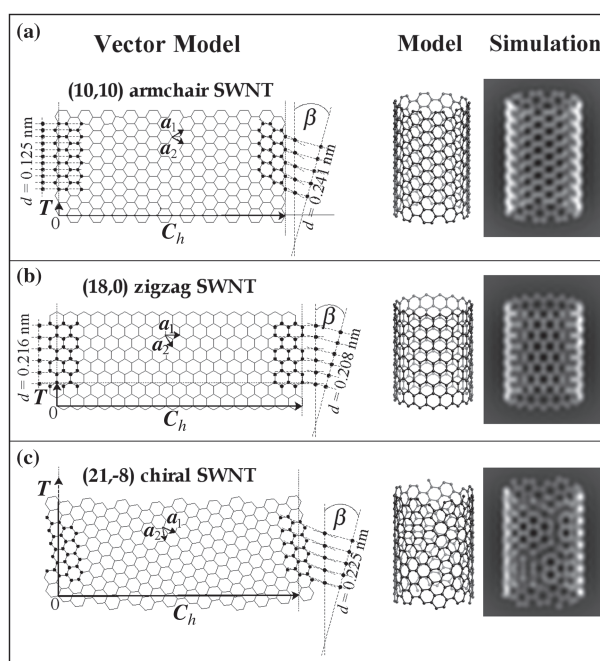 (a) Vector Model Model Simulation
(10,10) armchair SWNT
a1
a2
β
d = 0.125 nm
d = 0.241 nm
T
0
Ch
(b)
(18,0) zigzag SWNT
a1
a2
β
d = 0.216 nm
d = 0.208 nm
T
0
Ch
(c)
(21,-8) chiral SWNT
T
a1
a2
β
d = 0.225 nm
0
Ch